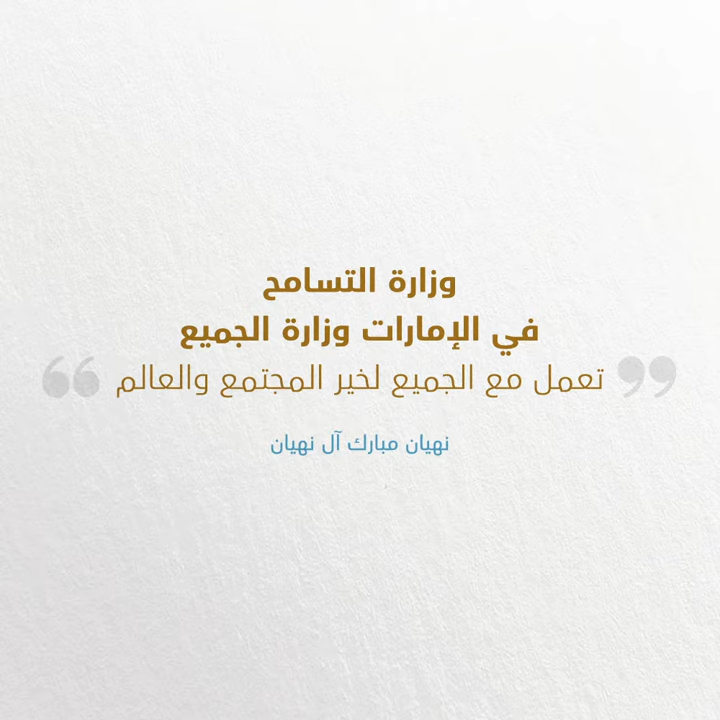 وزارة التسامح
في الإمارات وزارة الجميع
تعمل مع الجميع لخير المجتمع والعالم
نهيان مبارك آل نهيان